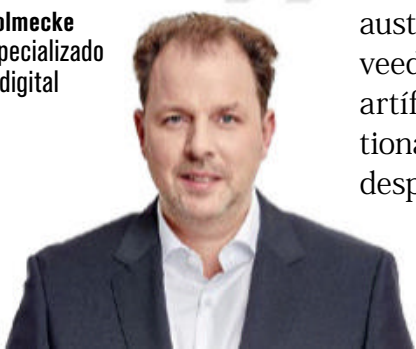 olmecke
pecializado
digital
aust
veed
artíf
tiona
desp